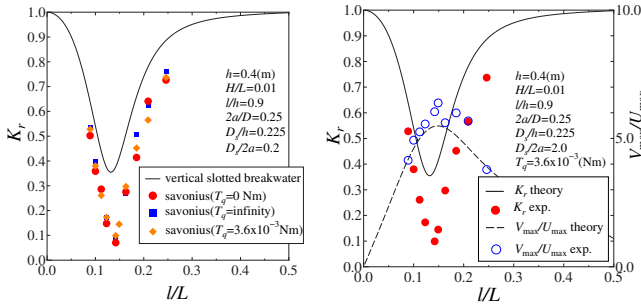 K_r
1.0
0.9
0.8
0.7
0.6
0.5
0.4
0.3
0.2
0.1
0.0
h=0.4(m)
H/L=0.01
l/h=0.9
2a/D=0.25
D_s/h=0.225
D_s/2a=0.2
vertical slotted breakwater
savonius(T_q=0 Nm)
savonius(T_q=infinity)
savonius(T_q=3.6x10^-3Nm)
0.0 0.1 0.2 0.3 0.4 0.5
l/L
K_r
1.0
0.9
0.8
0.7
0.6
0.5
0.4
0.3
0.2
0.1
0.0
h=0.4(m)
H/L=0.01
l/h=0.9
2a/D=0.25
D_s/h=0.225
D_s/2a=2.0
T_q=3.6x10^-3(Nm)
K_r theory
K_r exp.
V_max/U_max theory
V_max/U_max exp.
0.0 0.1 0.2 0.3 0.4 0.5
l/L
10.0
5.0
0.0
V_max/U_max